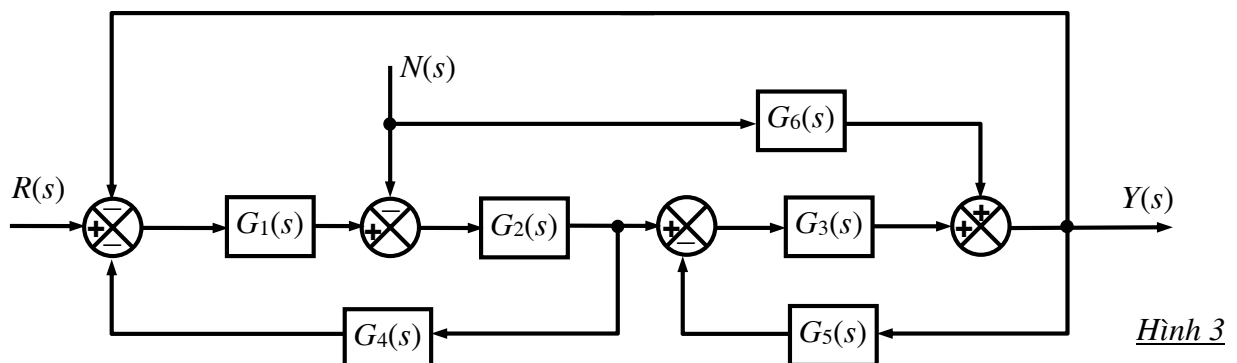 N(s)
G6(s)
R(s)
Y(s)
G1(s)
G2(s)
G3(s)
G4(s)
G5(s)
Hình 3